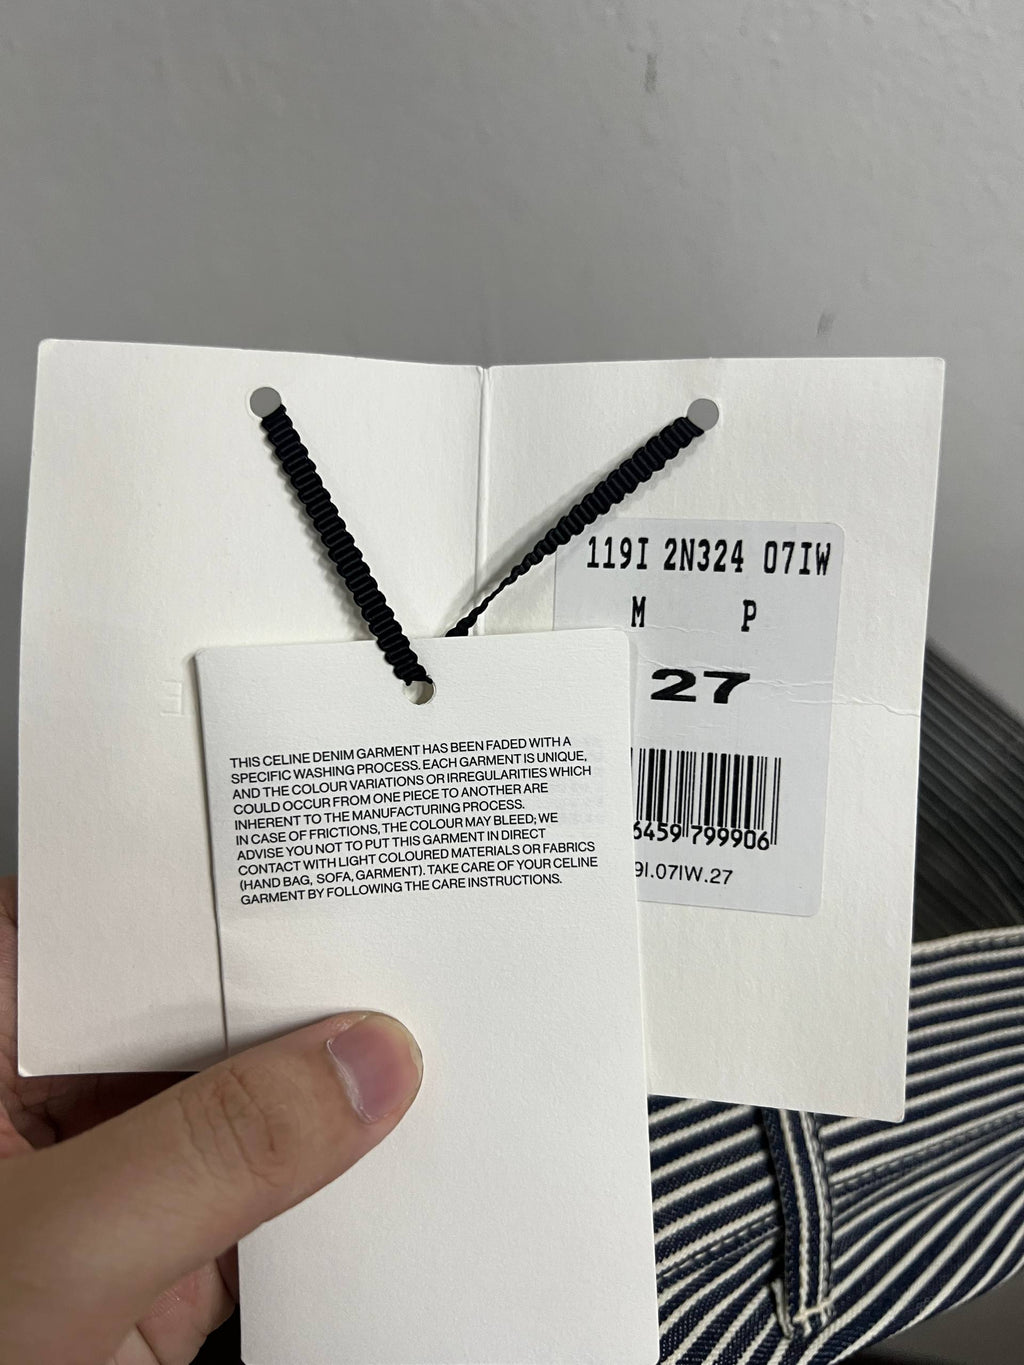 119I 2N324 07IW
M P
27
6459 799906
9I.07IW.27
THIS CELINE DENIM GARMENT HAS BEEN FADED WITH A
SPECIFIC WASHING PROCESS. EACH GARMENT IS UNIQUE,
AND THE COLOUR VARIATIONS OR IRREGULARITIES WHICH
COULD OCCUR FROM ONE PIECE TO ANOTHER ARE
INHERENT TO THE MANUFACTURING PROCESS.
IN CASE OF FRICTIONS, THE COLOUR MAY BLEED; WE
ADVISE YOU NOT TO PUT THIS GARMENT IN DIRECT
CONTACT WITH LIGHT COLOURED MATERIALS OR FABRICS
(HAND BAG, SOFA, GARMENT). TAKE CARE OF YOUR CELINE
GARMENT BY FOLLOWING THE CARE INSTRUCTIONS.